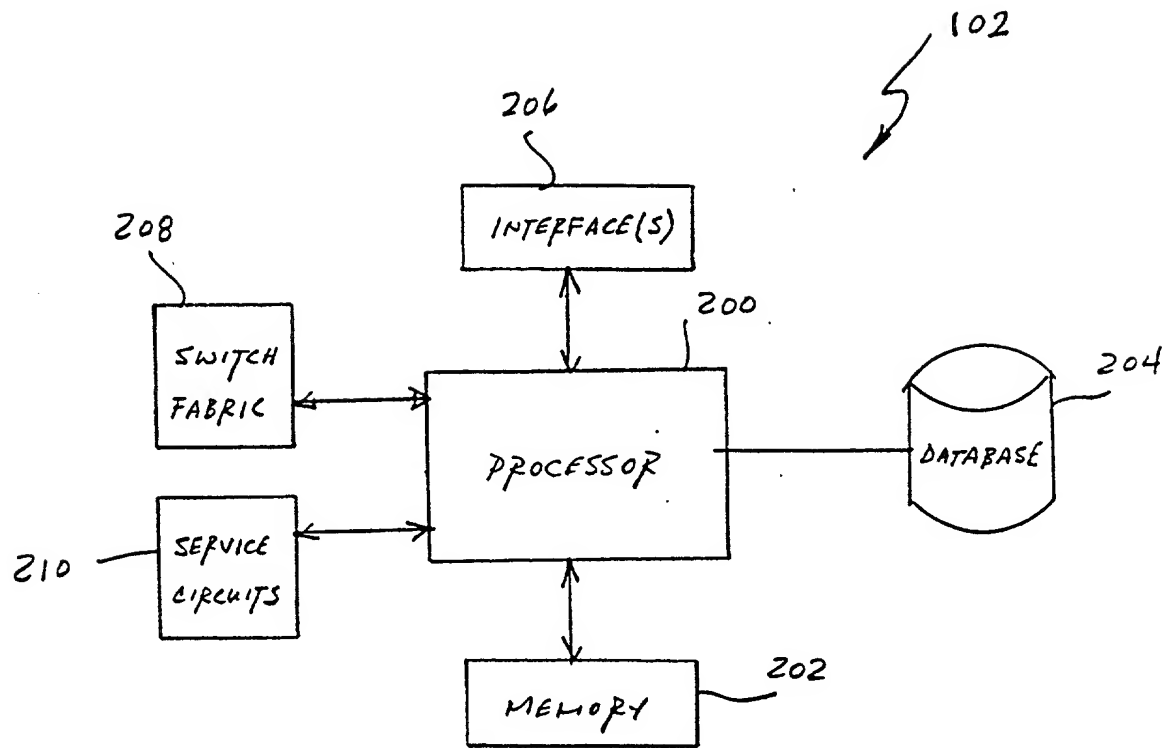 102
206
INTERFACE(S)
208
200
SWITCH
FABRIC
204
PROCESSOR
DATABASE
210
SERVICE
CIRCUITS
202
MEMORY